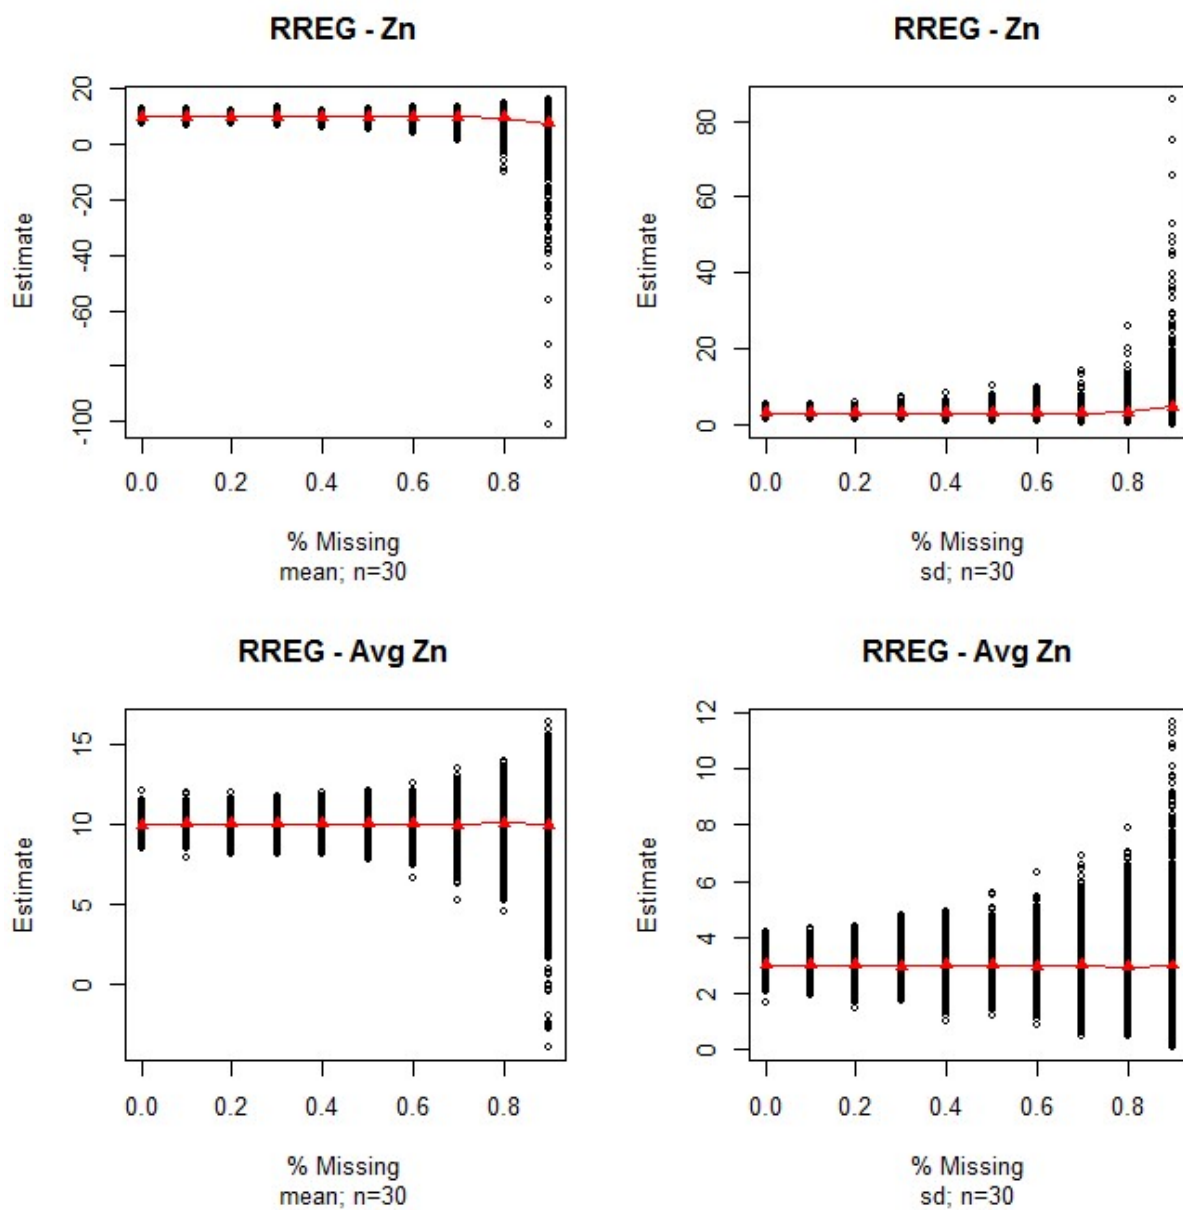 RREG - Zn
Estimate
20
0
-20
-40
-60
-100
0.0 0.2 0.4 0.6 0.8
% Missing
mean; n=30
RREG - Zn
Estimate
80
60
40
20
0
0.0 0.2 0.4 0.6 0.8
% Missing
sd; n=30
RREG - Avg Zn
Estimate
15
10
5
0
0.0 0.2 0.4 0.6 0.8
% Missing
mean; n=30
RREG - Avg Zn
Estimate
12
10
8
6
4
2
0
0.0 0.2 0.4 0.6 0.8
% Missing
sd; n=30